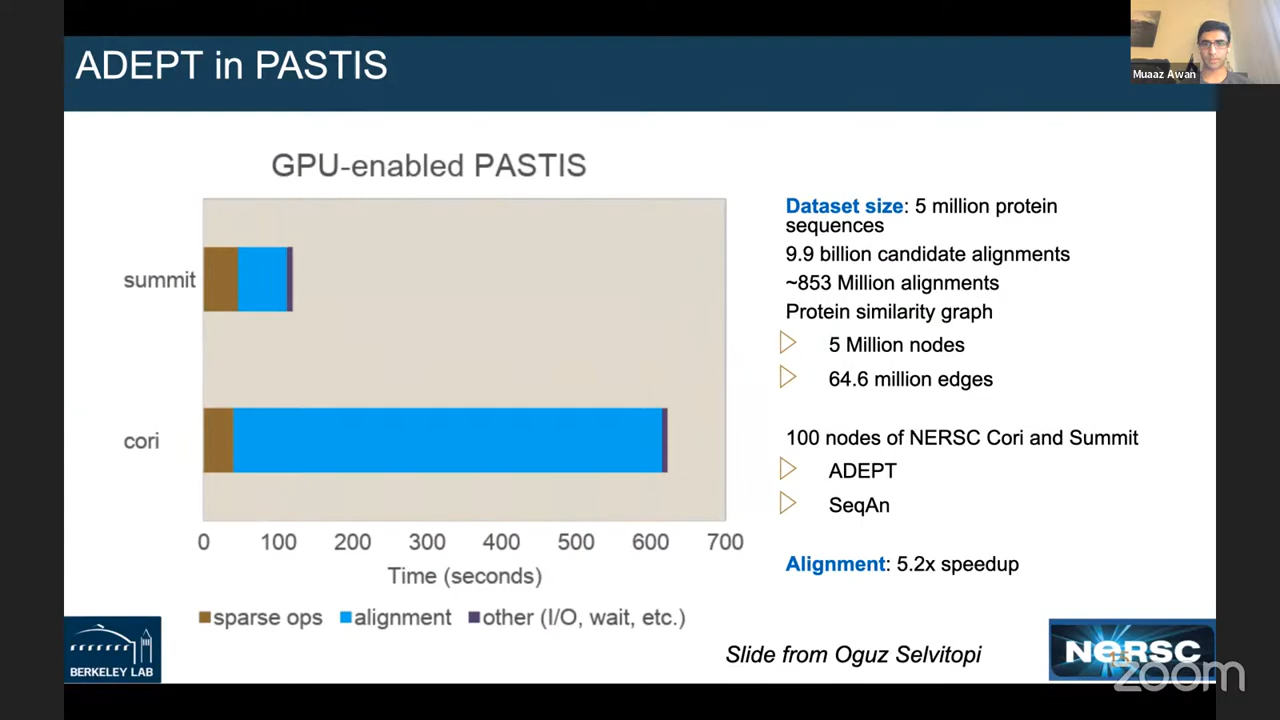 ADEPT in PASTIS
Muaaz Awan
GPU-enabled PASTIS
summit
cori
0 100 200 300 400 500 600 700
Time (seconds)
sparse ops alignment other (I/O, wait, etc.)
Dataset size: 5 million protein
sequences
9.9 billion candidate alignments
~853 Million alignments
Protein similarity graph
5 Million nodes
64.6 million edges
100 nodes of NERSC Cori and Summit
ADEPT
SeqAn
Alignment: 5.2x speedup
Slide from Oguz Selvitopi
BERKELEY LAB
NERSC
zoom